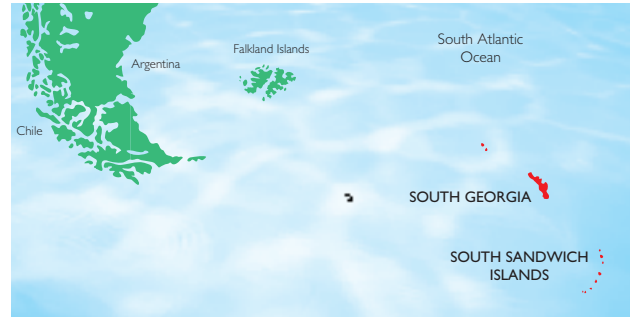 South Atlantic
Ocean
Falkland Islands
Argentina
Chile
SOUTH GEORGIA
SOUTH SANDWICH
ISLANDS